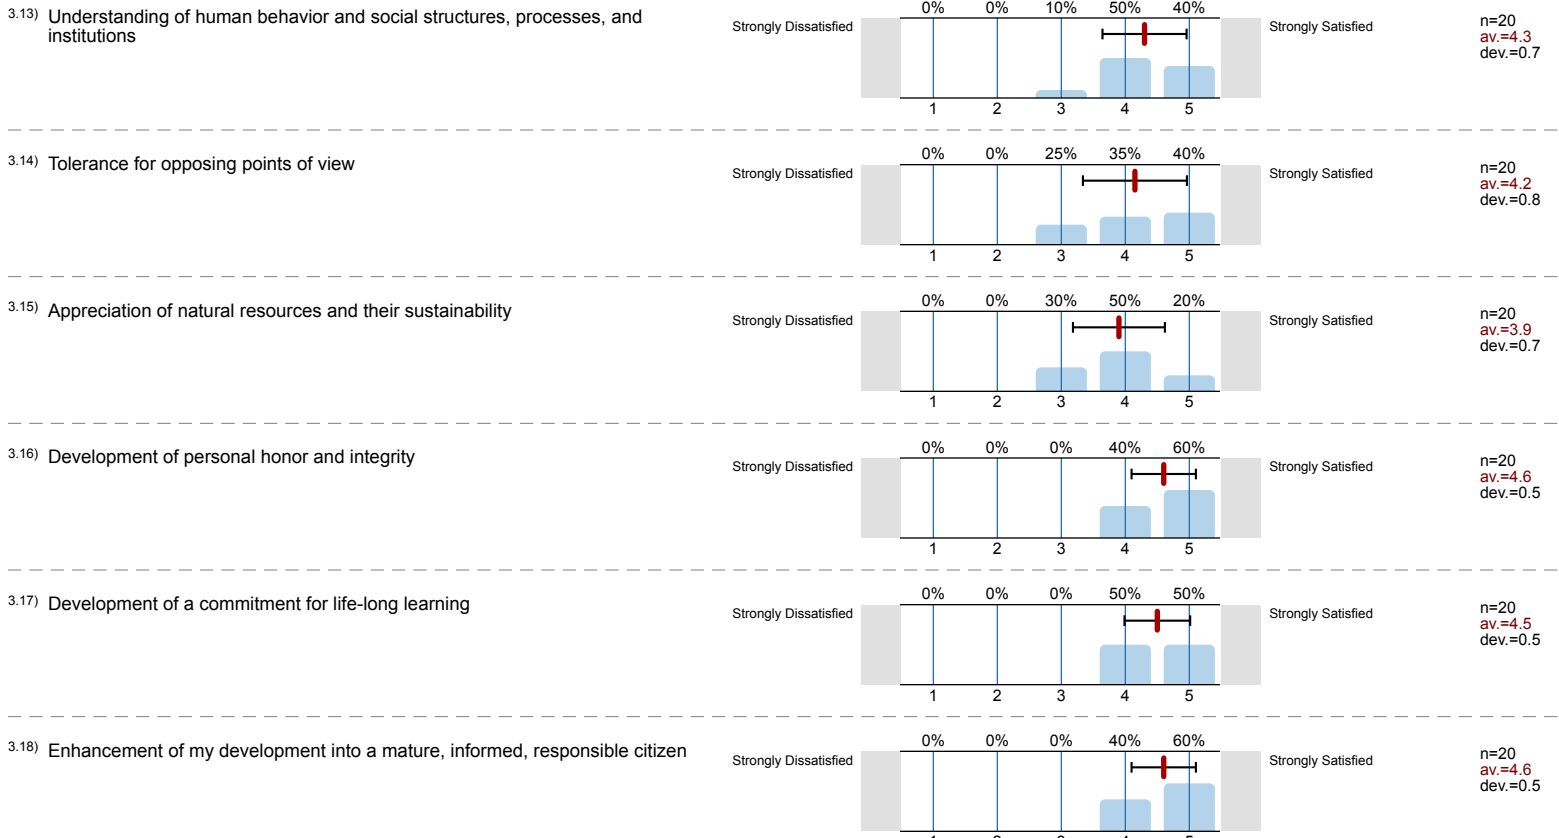 3.13) Understanding of human behavior and social structures, processes, and
institutions
Strongly Dissatisfied
0% 0% 10% 50% 40%
1 2 3 4 5
Strongly Satisfied
n=20
av.=4.3
dev.=0.7
3.14) Tolerance for opposing points of view
Strongly Dissatisfied
0% 0% 25% 35% 40%
1 2 3 4 5
Strongly Satisfied
n=20
av.=4.2
dev.=0.8
3.15) Appreciation of natural resources and their sustainability
Strongly Dissatisfied
0% 0% 30% 50% 20%
1 2 3 4 5
Strongly Satisfied
n=20
av.=3.9
dev.=0.7
3.16) Development of personal honor and integrity
Strongly Dissatisfied
0% 0% 0% 40% 60%
1 2 3 4 5
Strongly Satisfied
n=20
av.=4.6
dev.=0.5
3.17) Development of a commitment for life-long learning
Strongly Dissatisfied
0% 0% 0% 50% 50%
1 2 3 4 5
Strongly Satisfied
n=20
av.=4.5
dev.=0.5
3.18) Enhancement of my development into a mature, informed, responsible citizen
Strongly Dissatisfied
0% 0% 0% 40% 60%
Strongly Satisfied
n=20
av.=4.6
dev.=0.5